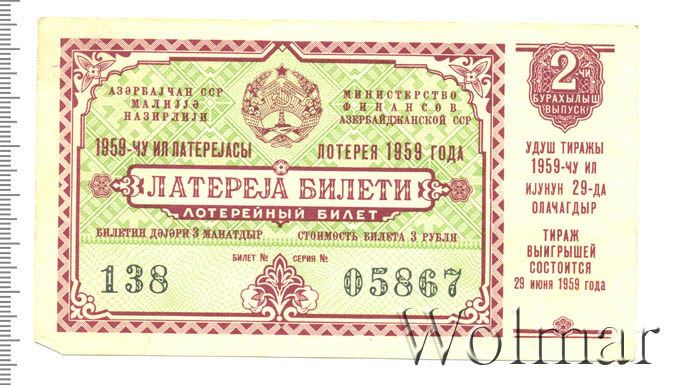 АЗӘРБАЈҸАН ССР
МАЛИЈЈӘ
НАЗИРЛИЈИ
МИНИСТЕРСТВО
ФИНАНСОВ
АЗЕРБАЙДЖАНСКОЙ ССР
1959-ЧУ ИЛ ЛАТЕРЕЈАСЫ
ЛОТЕРЕЯ 1959 ГОДА
ЛАТЕРЕЈА БИЛЕТИ
ЛОТЕРЕЙНЫЙ БИЛЕТ
БИЛЕТИН ДӘЈӘРИ 3 МАНАТДЫР
СТОИМОСТЬ БИЛЕТА 3 РУБЛЯ
БИЛЕТ № СЕРИЯ №
138 05867
2-ЧИ
БУРАХЫЛЫШ
ВЫПУСК
УДУШ ТИРАЖЫ
1959-ЧУ ИЛ
ИЈУНУН 29-ДА
ОЛАЧАГДЫР
ТИРАЖ
ВЫИГРЫШЕЙ
СОСТОИТСЯ
29 июня 1959 года
Wolmar